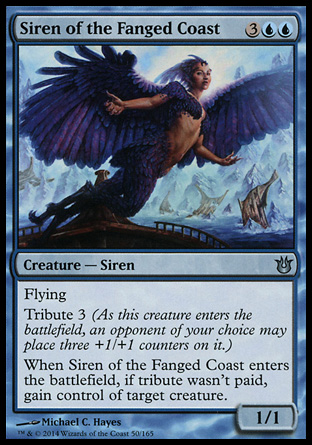 Siren of the Fanged Coast 3
Creature — Siren
Flying
Tribute 3 (As this creature enters the
battlefield, an opponent of your choice may
place three +1/+1 counters on it.)
When Siren of the Fanged Coast enters
the battlefield, if tribute wasn't paid,
gain control of target creature.
Michael C. Hayes
1/1
™ & © 2014 Wizards of the Coast 50/165